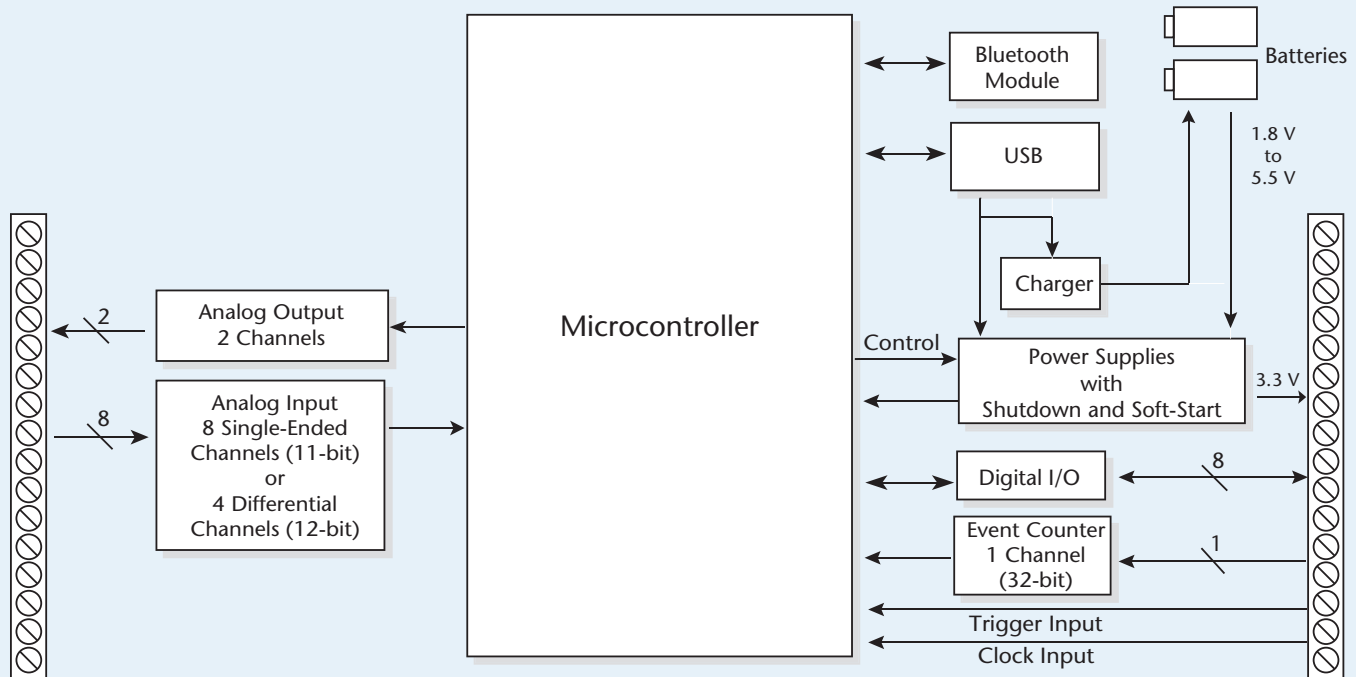 2
Analog Output
2 Channels
8
Analog Input
8 Single-Ended
Channels (11-bit)
or
4 Differential
Channels (12-bit)
Microcontroller
Bluetooth
Module
USB
Charger
Batteries
1.8 V
to
5.5 V
Control
Power Supplies
with
Shutdown and Soft-Start
3.3 V
Digital I/O
8
Event Counter
1 Channel
(32-bit)
1
Trigger Input
Clock Input